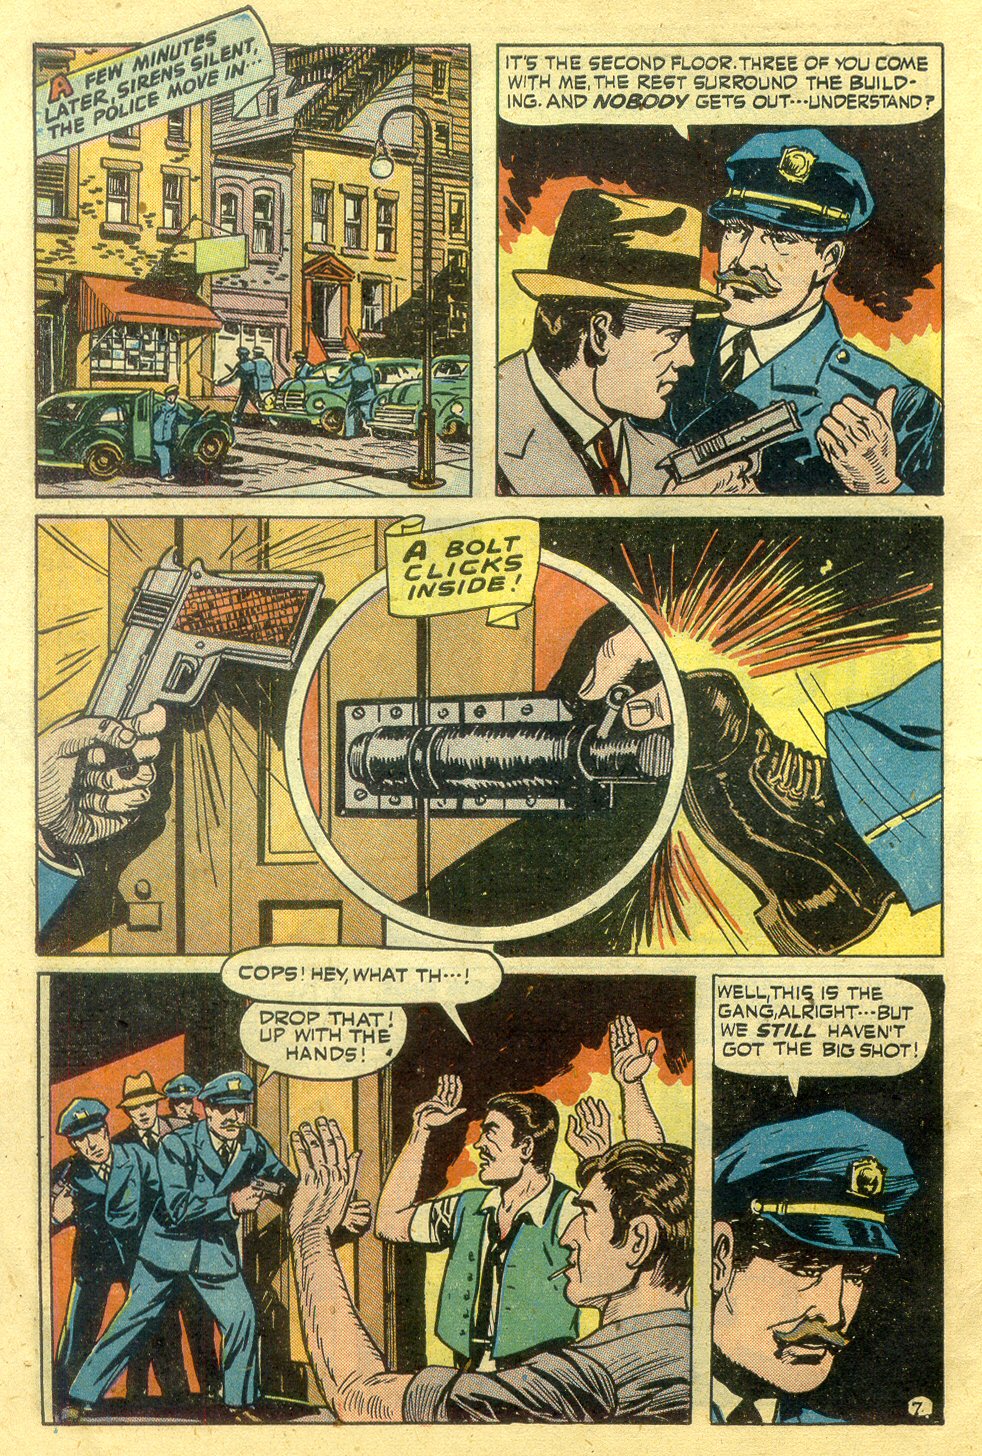 A FEW MINUTES
LATER, SIRENS SILENT,
THE POLICE MOVE IN...
IT'S THE SECOND FLOOR. THREE OF YOU COME
WITH ME, THE REST SURROUND THE BUILD-
ING. AND NOBODY GETS OUT...UNDERSTAND?
A BOLT
CLICKS
INSIDE!
COPS! HEY, WHAT TH...!
DROP THAT!
UP WITH THE
HANDS!
WELL, THIS IS THE
GANG, ALRIGHT...BUT
WE STILL HAVEN'T
GOT THE BIG SHOT!
7.